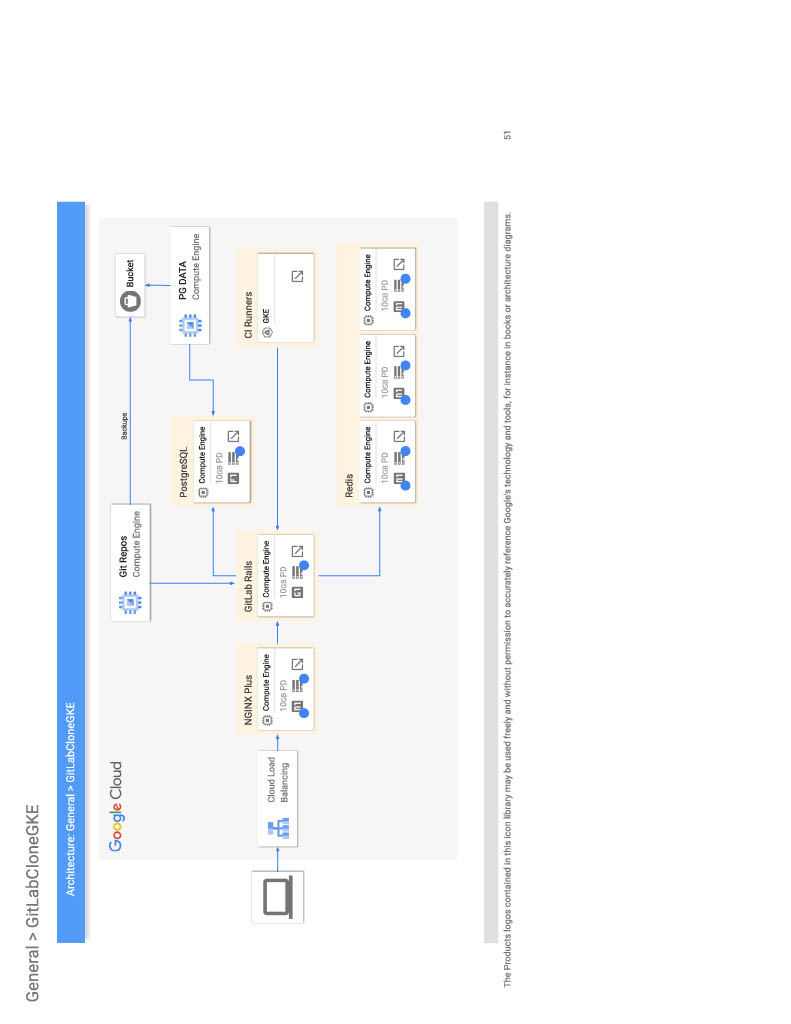 General > GitLabCloneGKE
Architecture: General > GitLabCloneGKE
Google Cloud
Git Repos
Compute Engine
Backups
Bucket
PG DATA
Compute Engine
PostgreSQL
Compute Engine
10GB PD
F1
Cloud Load
Balancing
NGINX Plus
Compute Engine
10GB PD
GitLab Rails
Compute Engine
10GB PD
G1
CI Runners
GKE
Redis
Compute Engine
10GB PD
Compute Engine
10GB PD
Compute Engine
10GB PD
The Products logos contained in this icon library may be used freely and without permission to accurately reference Google's technology and tools, for instance in books or architecture diagrams.
51